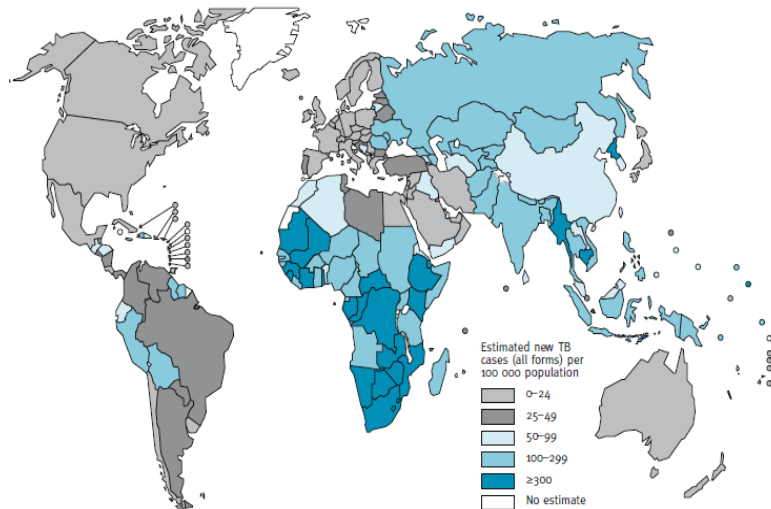 Estimated new TB
cases (all forms) per
100 000 population
0–24
25–49
50–99
100–299
≥300
No estimate